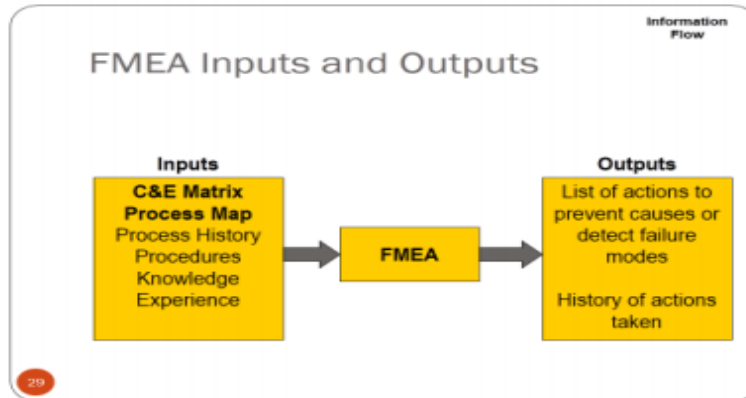 Information
Flow
FMEA Inputs and Outputs
Inputs
C&E Matrix
Process Map
Process History
Procedures
Knowledge
Experience
FMEA
Outputs
List of actions to
prevent causes or
detect failure
modes
History of actions
taken
29